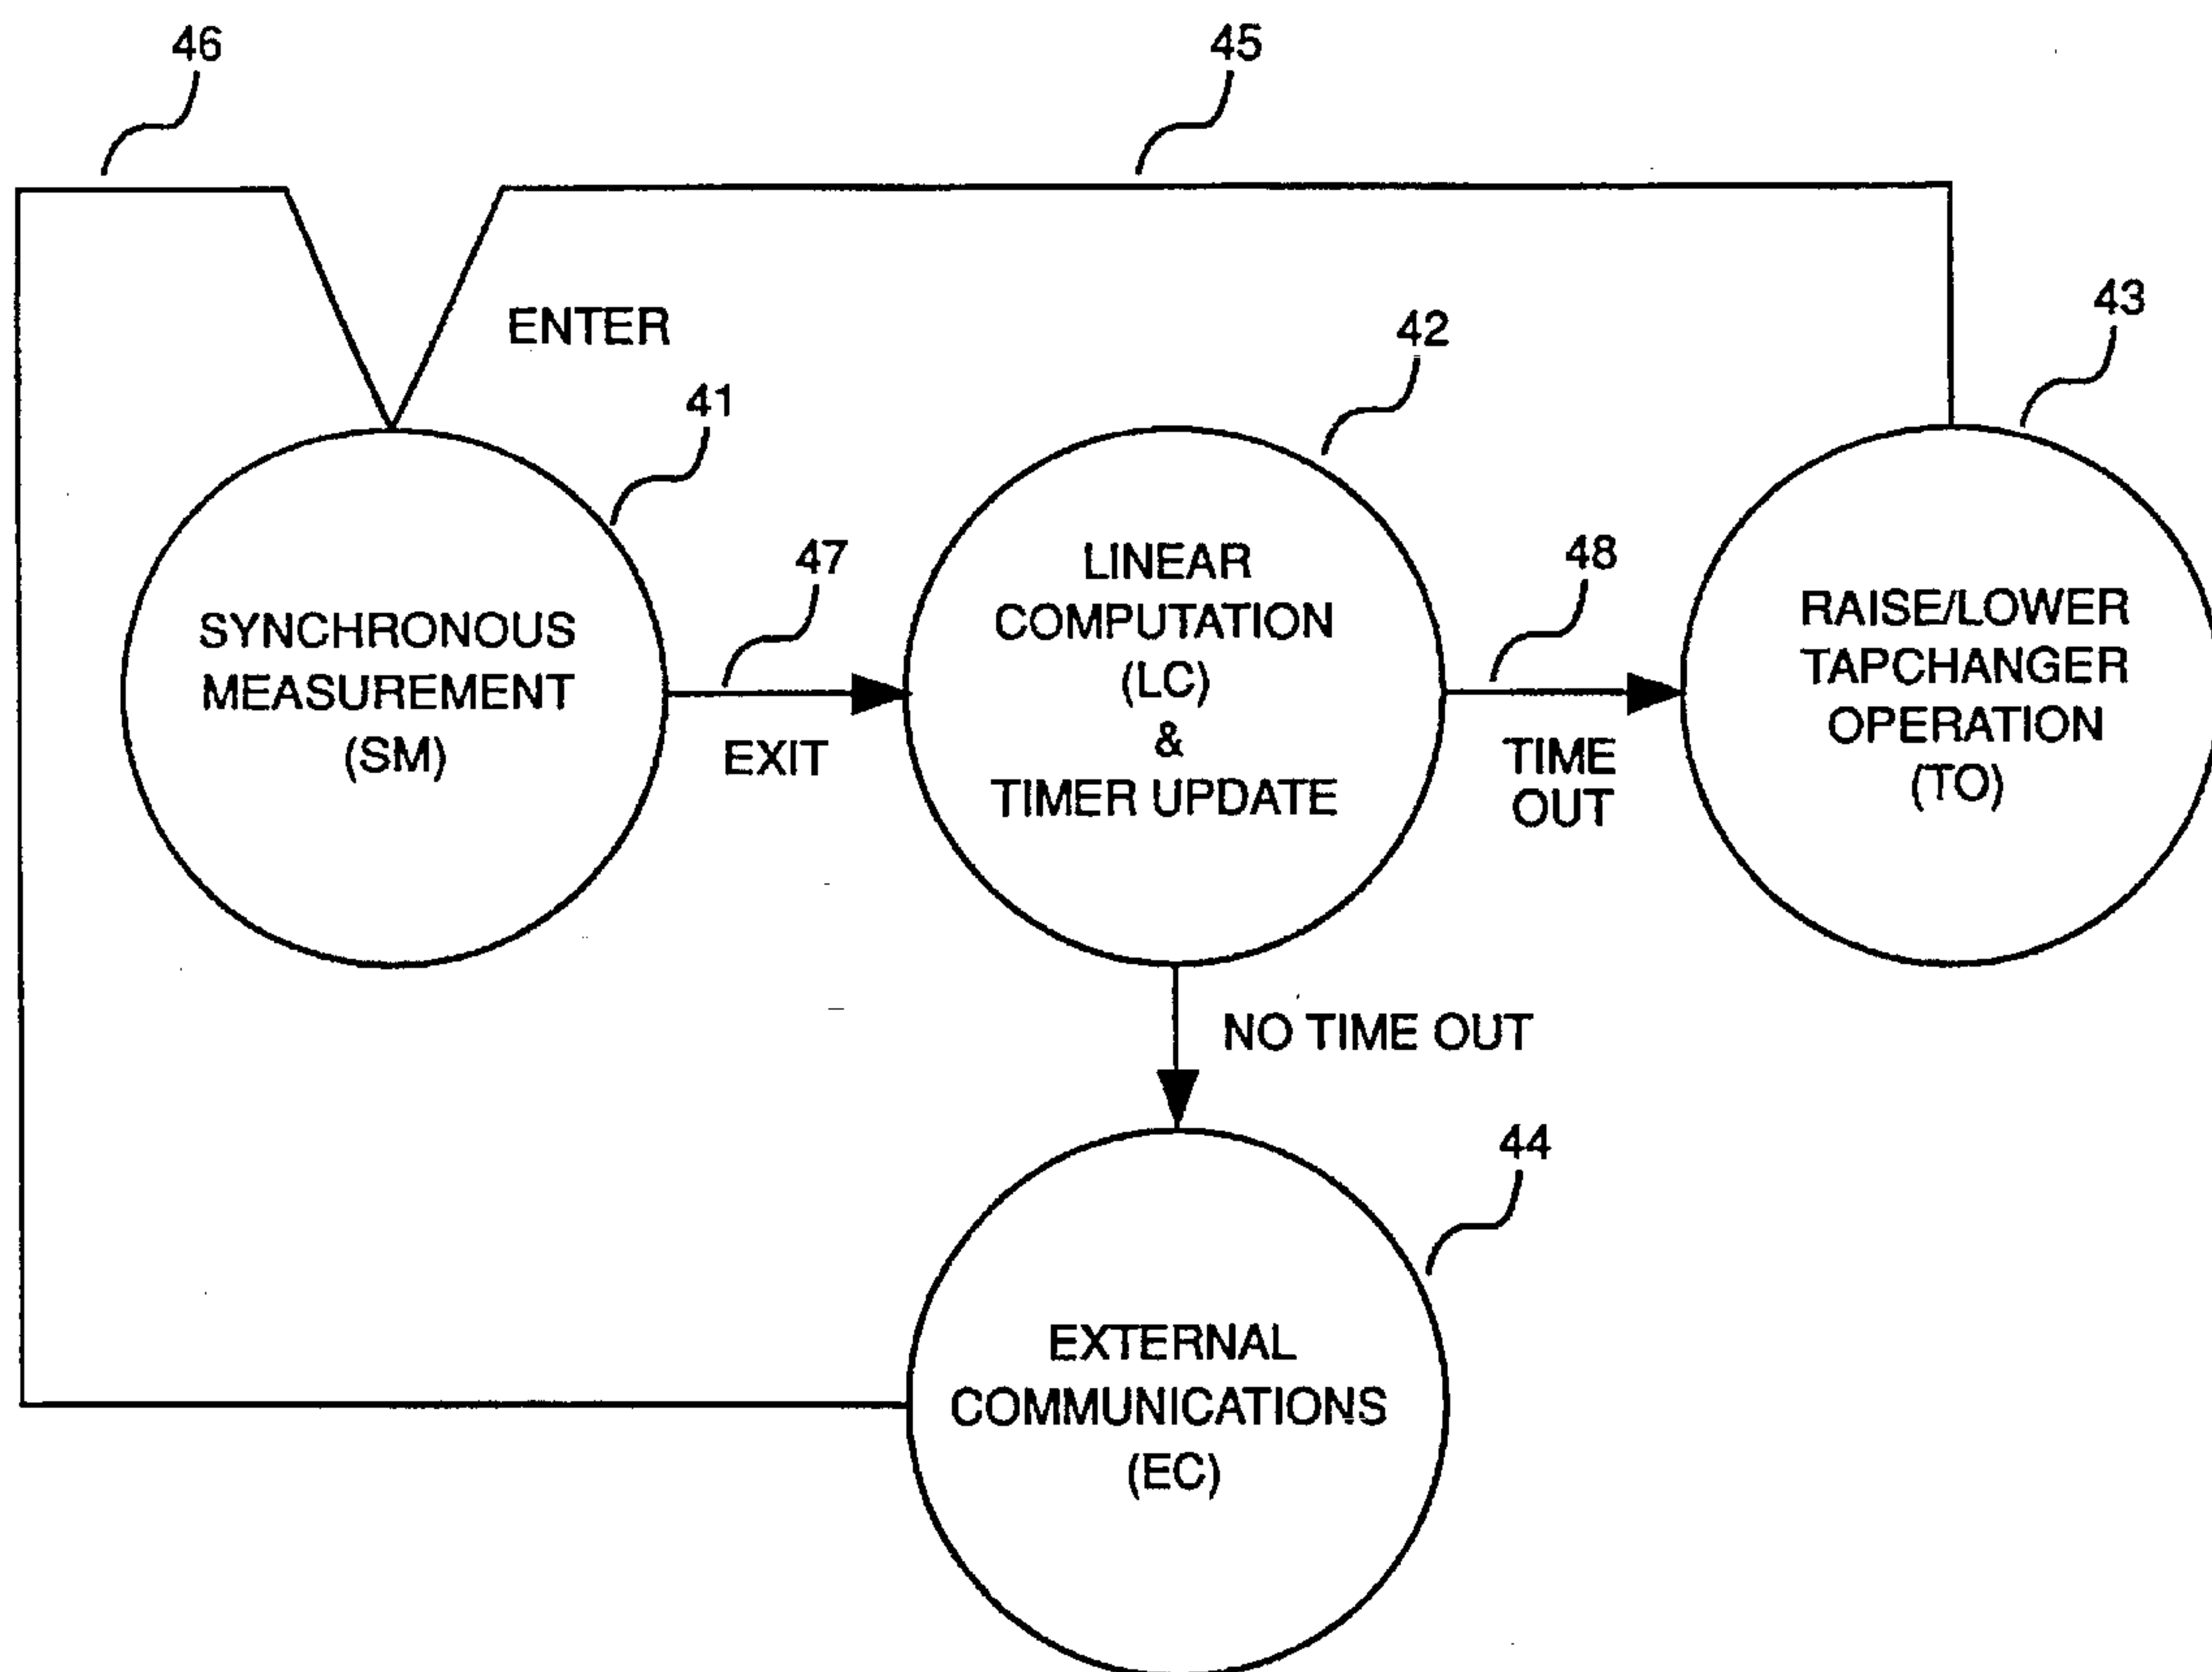 46
45
ENTER
43
42
41
47
48
SYNCHRONOUS
MEASUREMENT
(SM)
EXIT
LINEAR
COMPUTATION
(LC)
&
TIMER UPDATE
TIME
OUT
RAISE/LOWER
TAPCHANGER
OPERATION
(TO)
NO TIME OUT
44
EXTERNAL
COMMUNICATIONS
(EC)